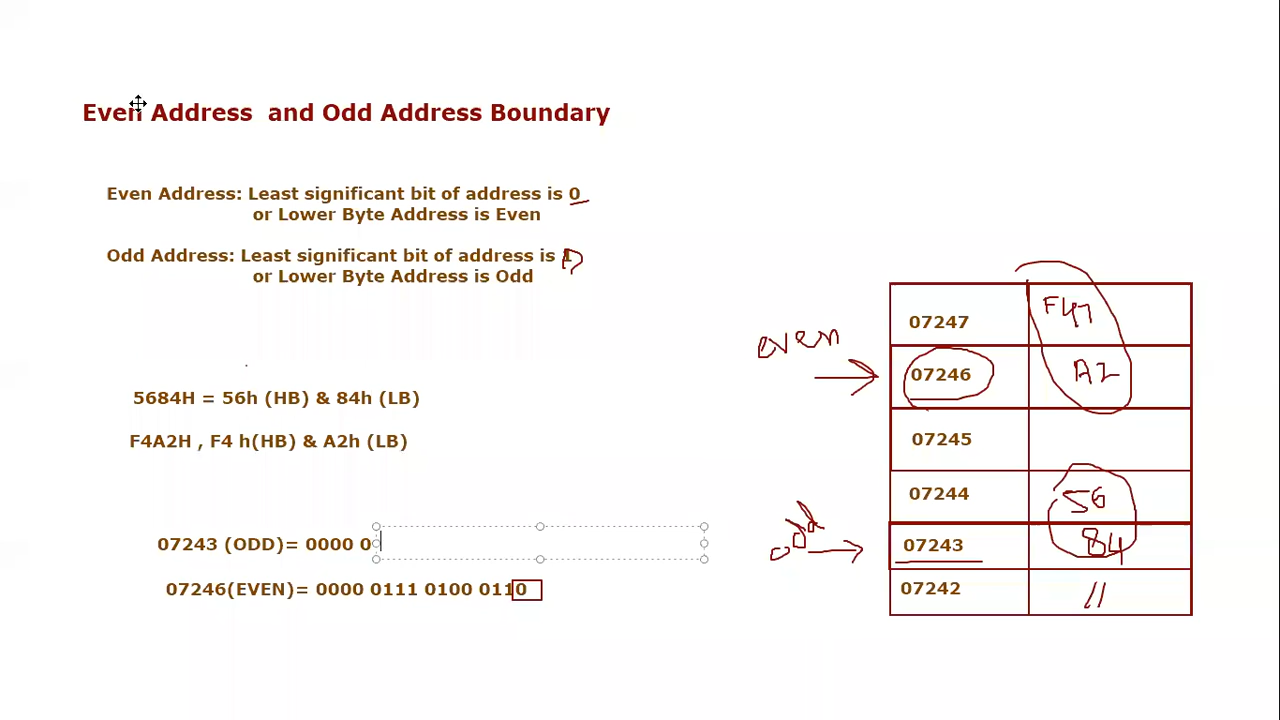 Even Address and Odd Address Boundary
Even Address: Least significant bit of address is 0
or Lower Byte Address is Even
Odd Address: Least significant bit of address is 1
or Lower Byte Address is Odd
5684H = 56h (HB) & 84h (LB)
F4A2H , F4 h(HB) & A2h (LB)
07243 (ODD)= 0000 0
07246(EVEN)= 0000 0111 0100 0110
even
odd
07247 F4
07246 A2
07245
07244 56
07243 84
07242 //